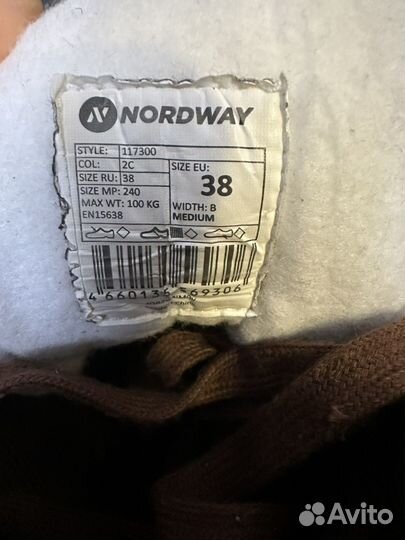 NORDWAY
STYLE: 117300
COL: 2C
SIZE RU: 38
SIZE MP: 240
MAX WT: 100 KG
EN15638
SIZE EU:
38
WIDTH: B
MEDIUM
Avito